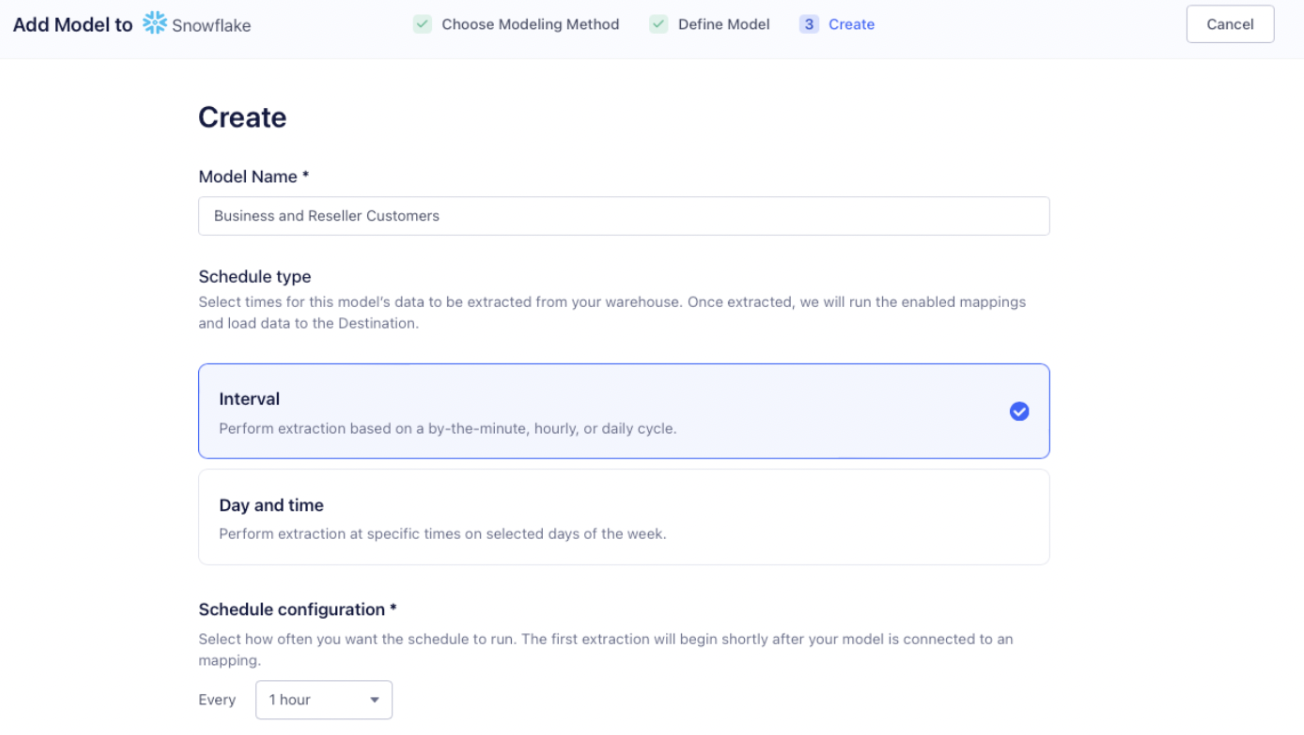 Add Model to Snowflake
Choose Modeling Method
Define Model
3 Create
Cancel
Create
Model Name *
Business and Reseller Customers
Schedule type
Select times for this model's data to be extracted from your warehouse. Once extracted, we will run the enabled mappings
and load data to the Destination.
Interval
Perform extraction based on a by-the-minute, hourly, or daily cycle.
Day and time
Perform extraction at specific times on selected days of the week.
Schedule configuration *
Select how often you want the schedule to run. The first extraction will begin shortly after your model is connected to an
mapping.
Every 1 hour